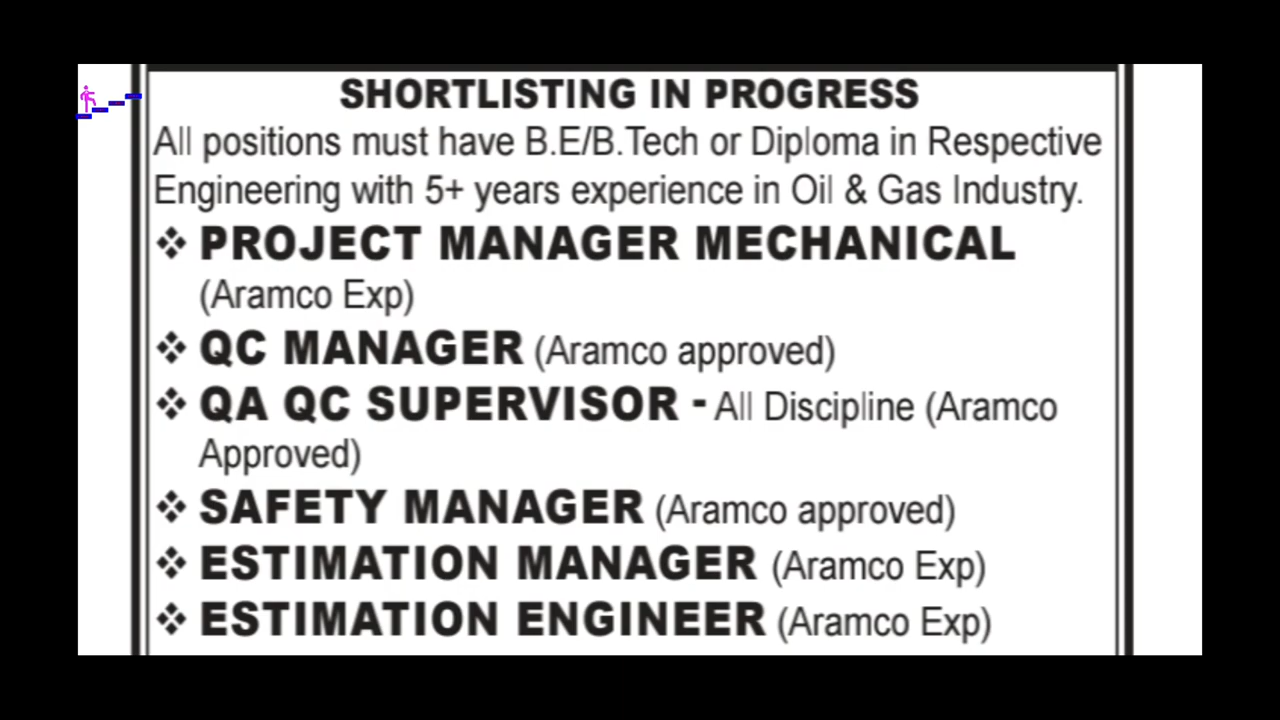 SHORTLISTING IN PROGRESS
All positions must have B.E/B.Tech or Diploma in Respective
Engineering with 5+ years experience in Oil & Gas Industry.
❖ PROJECT MANAGER MECHANICAL
(Aramco Exp)
❖ QC MANAGER (Aramco approved)
❖ QA QC SUPERVISOR - All Discipline (Aramco
Approved)
❖ SAFETY MANAGER (Aramco approved)
❖ ESTIMATION MANAGER (Aramco Exp)
❖ ESTIMATION ENGINEER (Aramco Exp)